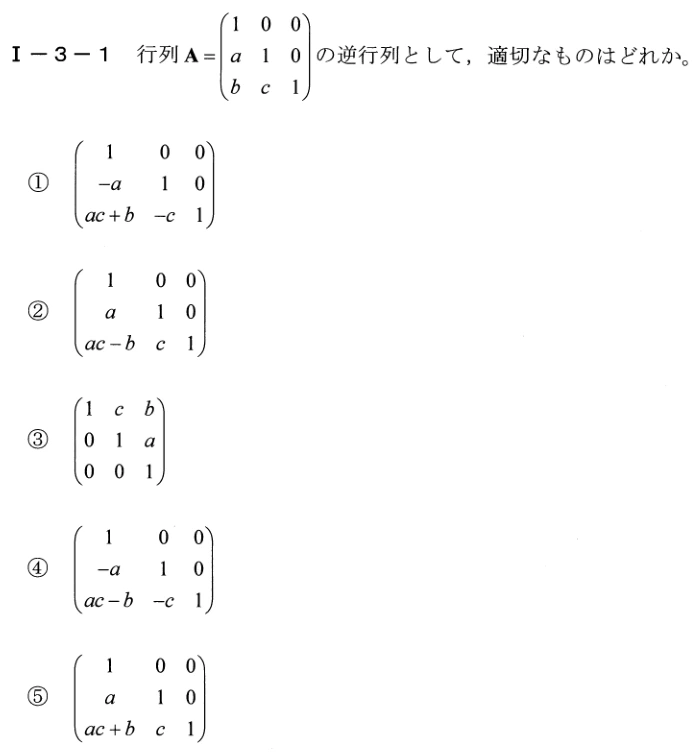 Ⅰ－３－１　行列 A = ⎛1 0 0⎞
⎜a 1 0⎟
⎝b c 1⎠ の逆行列として，適切なものはどれか。
① ⎛1 0 0⎞
⎜−a 1 0⎟
⎝ac+b −c 1⎠
② ⎛1 0 0⎞
⎜a 1 0⎟
⎝ac−b c 1⎠
③ ⎛1 c b⎞
⎜0 1 a⎟
⎝0 0 1⎠
④ ⎛1 0 0⎞
⎜−a 1 0⎟
⎝ac−b −c 1⎠
⑤ ⎛1 0 0⎞
⎜a 1 0⎟
⎝ac+b c 1⎠